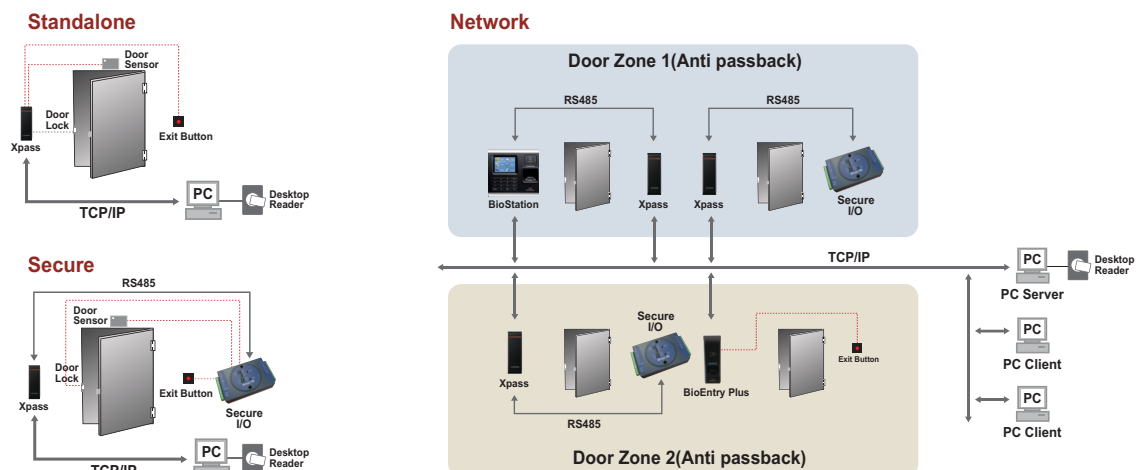 Standalone
Door
Sensor
Door
Lock
Xpass
Exit Button
PC
Desktop
Reader
TCP/IP
Secure
RS485
Door
Sensor
Door
Lock
Xpass
Exit Button
Secure
I/O
PC
Desktop
Reader
TCP/IP
Network
Door Zone 1(Anti passback)
RS485
RS485
BioStation
Xpass
Xpass
Secure
I/O
TCP/IP
PC
Desktop
Reader
PC Server
PC
PC Client
PC
PC Client
Secure
I/O
Xpass
BioEntry Plus
Exit Button
RS485
Door Zone 2(Anti passback)